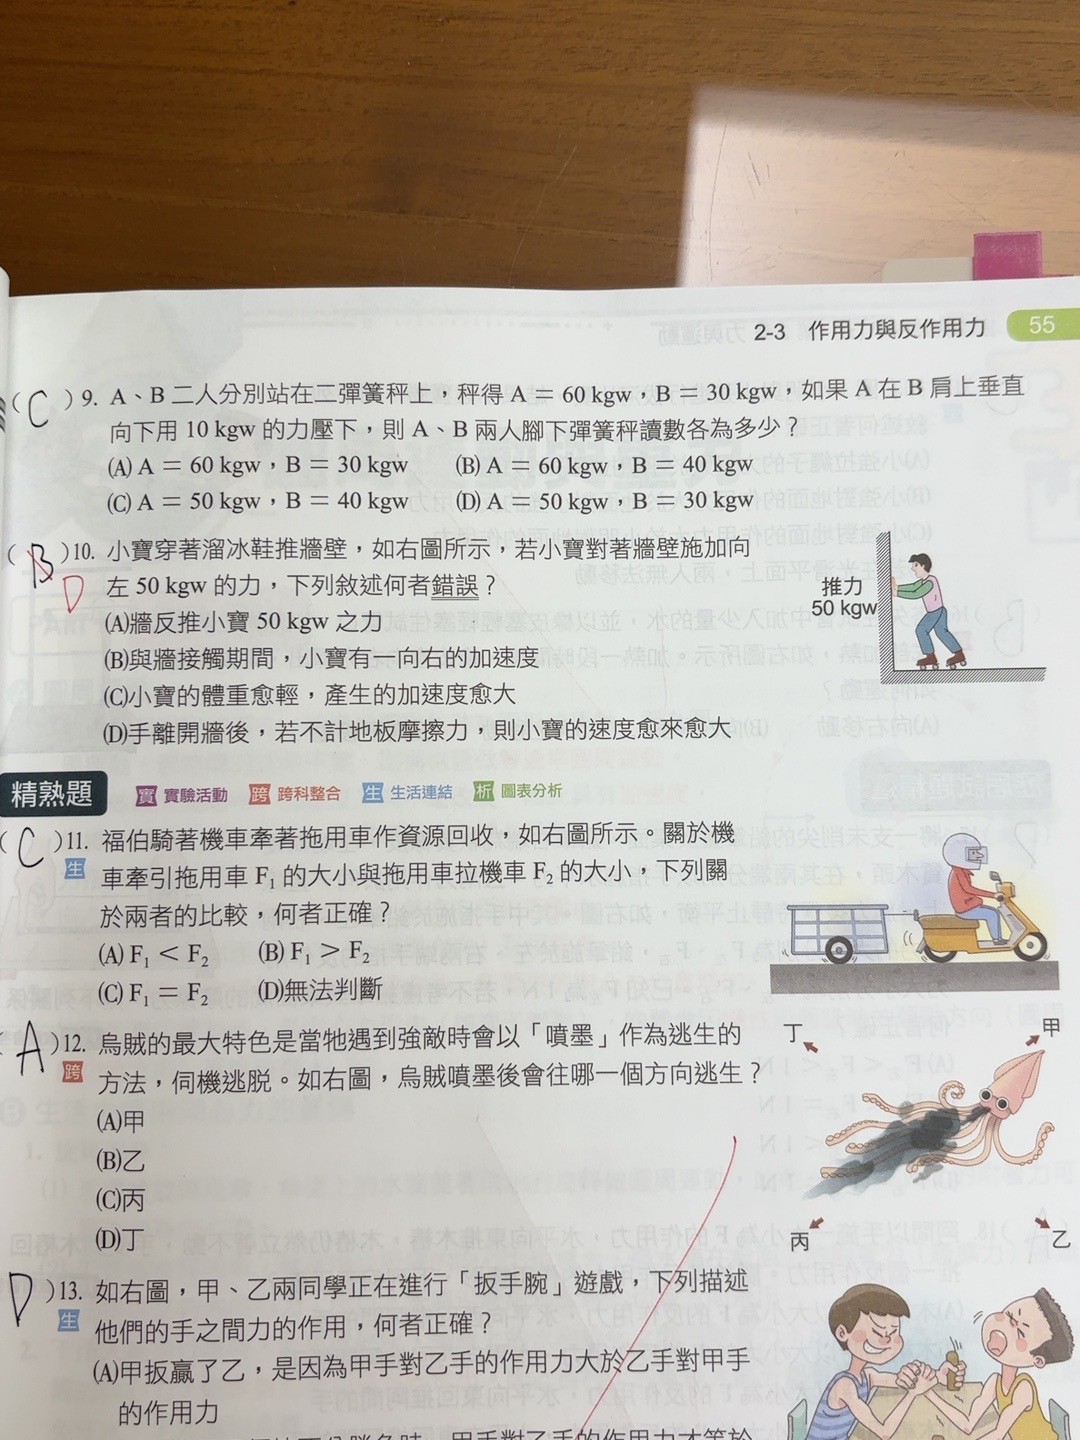 2-3 作用力與反作用力 55
( C )9. A、B 二人分別站在二彈簧秤上，秤得 A = 60 kgw，B = 30 kgw，如果 A 在 B 肩上垂直
向下用 10 kgw 的力壓下，則 A、B 兩人腳下彈簧秤讀數各為多少？
(A) A = 60 kgw，B = 30 kgw (B) A = 60 kgw，B = 40 kgw
(C) A = 50 kgw，B = 40 kgw (D) A = 50 kgw，B = 30 kgw
( B )10. 小寶穿著溜冰鞋推牆壁，如右圖所示，若小寶對著牆壁施加向
D
左 50 kgw 的力，下列敘述何者錯誤？
(A)牆反推小寶 50 kgw 之力
(B)與牆接觸期間，小寶有一向右的加速度
(C)小寶的體重愈輕，產生的加速度愈大
(D)手離開牆後，若不計地板摩擦力，則小寶的速度愈來愈大
推力
50 kgw
精熟題 實 實驗活動 跨 跨科整合 生 生活連結 析 圖表分析
( C )11. 福伯騎著機車牽著拖用車作資源回收，如右圖所示。關於機
生 車牽引拖用車 F₁ 的大小與拖用車拉機車 F₂ 的大小，下列關
於兩者的比較，何者正確？
(A) F₁ < F₂ (B) F₁ > F₂
(C) F₁ = F₂ (D)無法判斷
( A )12. 烏賊的最大特色是當牠遇到強敵時會以「噴墨」作為逃生的
跨 方法，伺機逃脫。如右圖，烏賊噴墨後會往哪一個方向逃生？
(A)甲
(B)乙
(C)丙
(D)丁
丁 甲
丙 乙
( D )13. 如右圖，甲、乙兩同學正在進行「扳手腕」遊戲，下列描述
生 他們的手之間力的作用，何者正確？
(A)甲扳贏了乙，是因為甲手對乙手的作用力大於乙手對甲手
的作用力